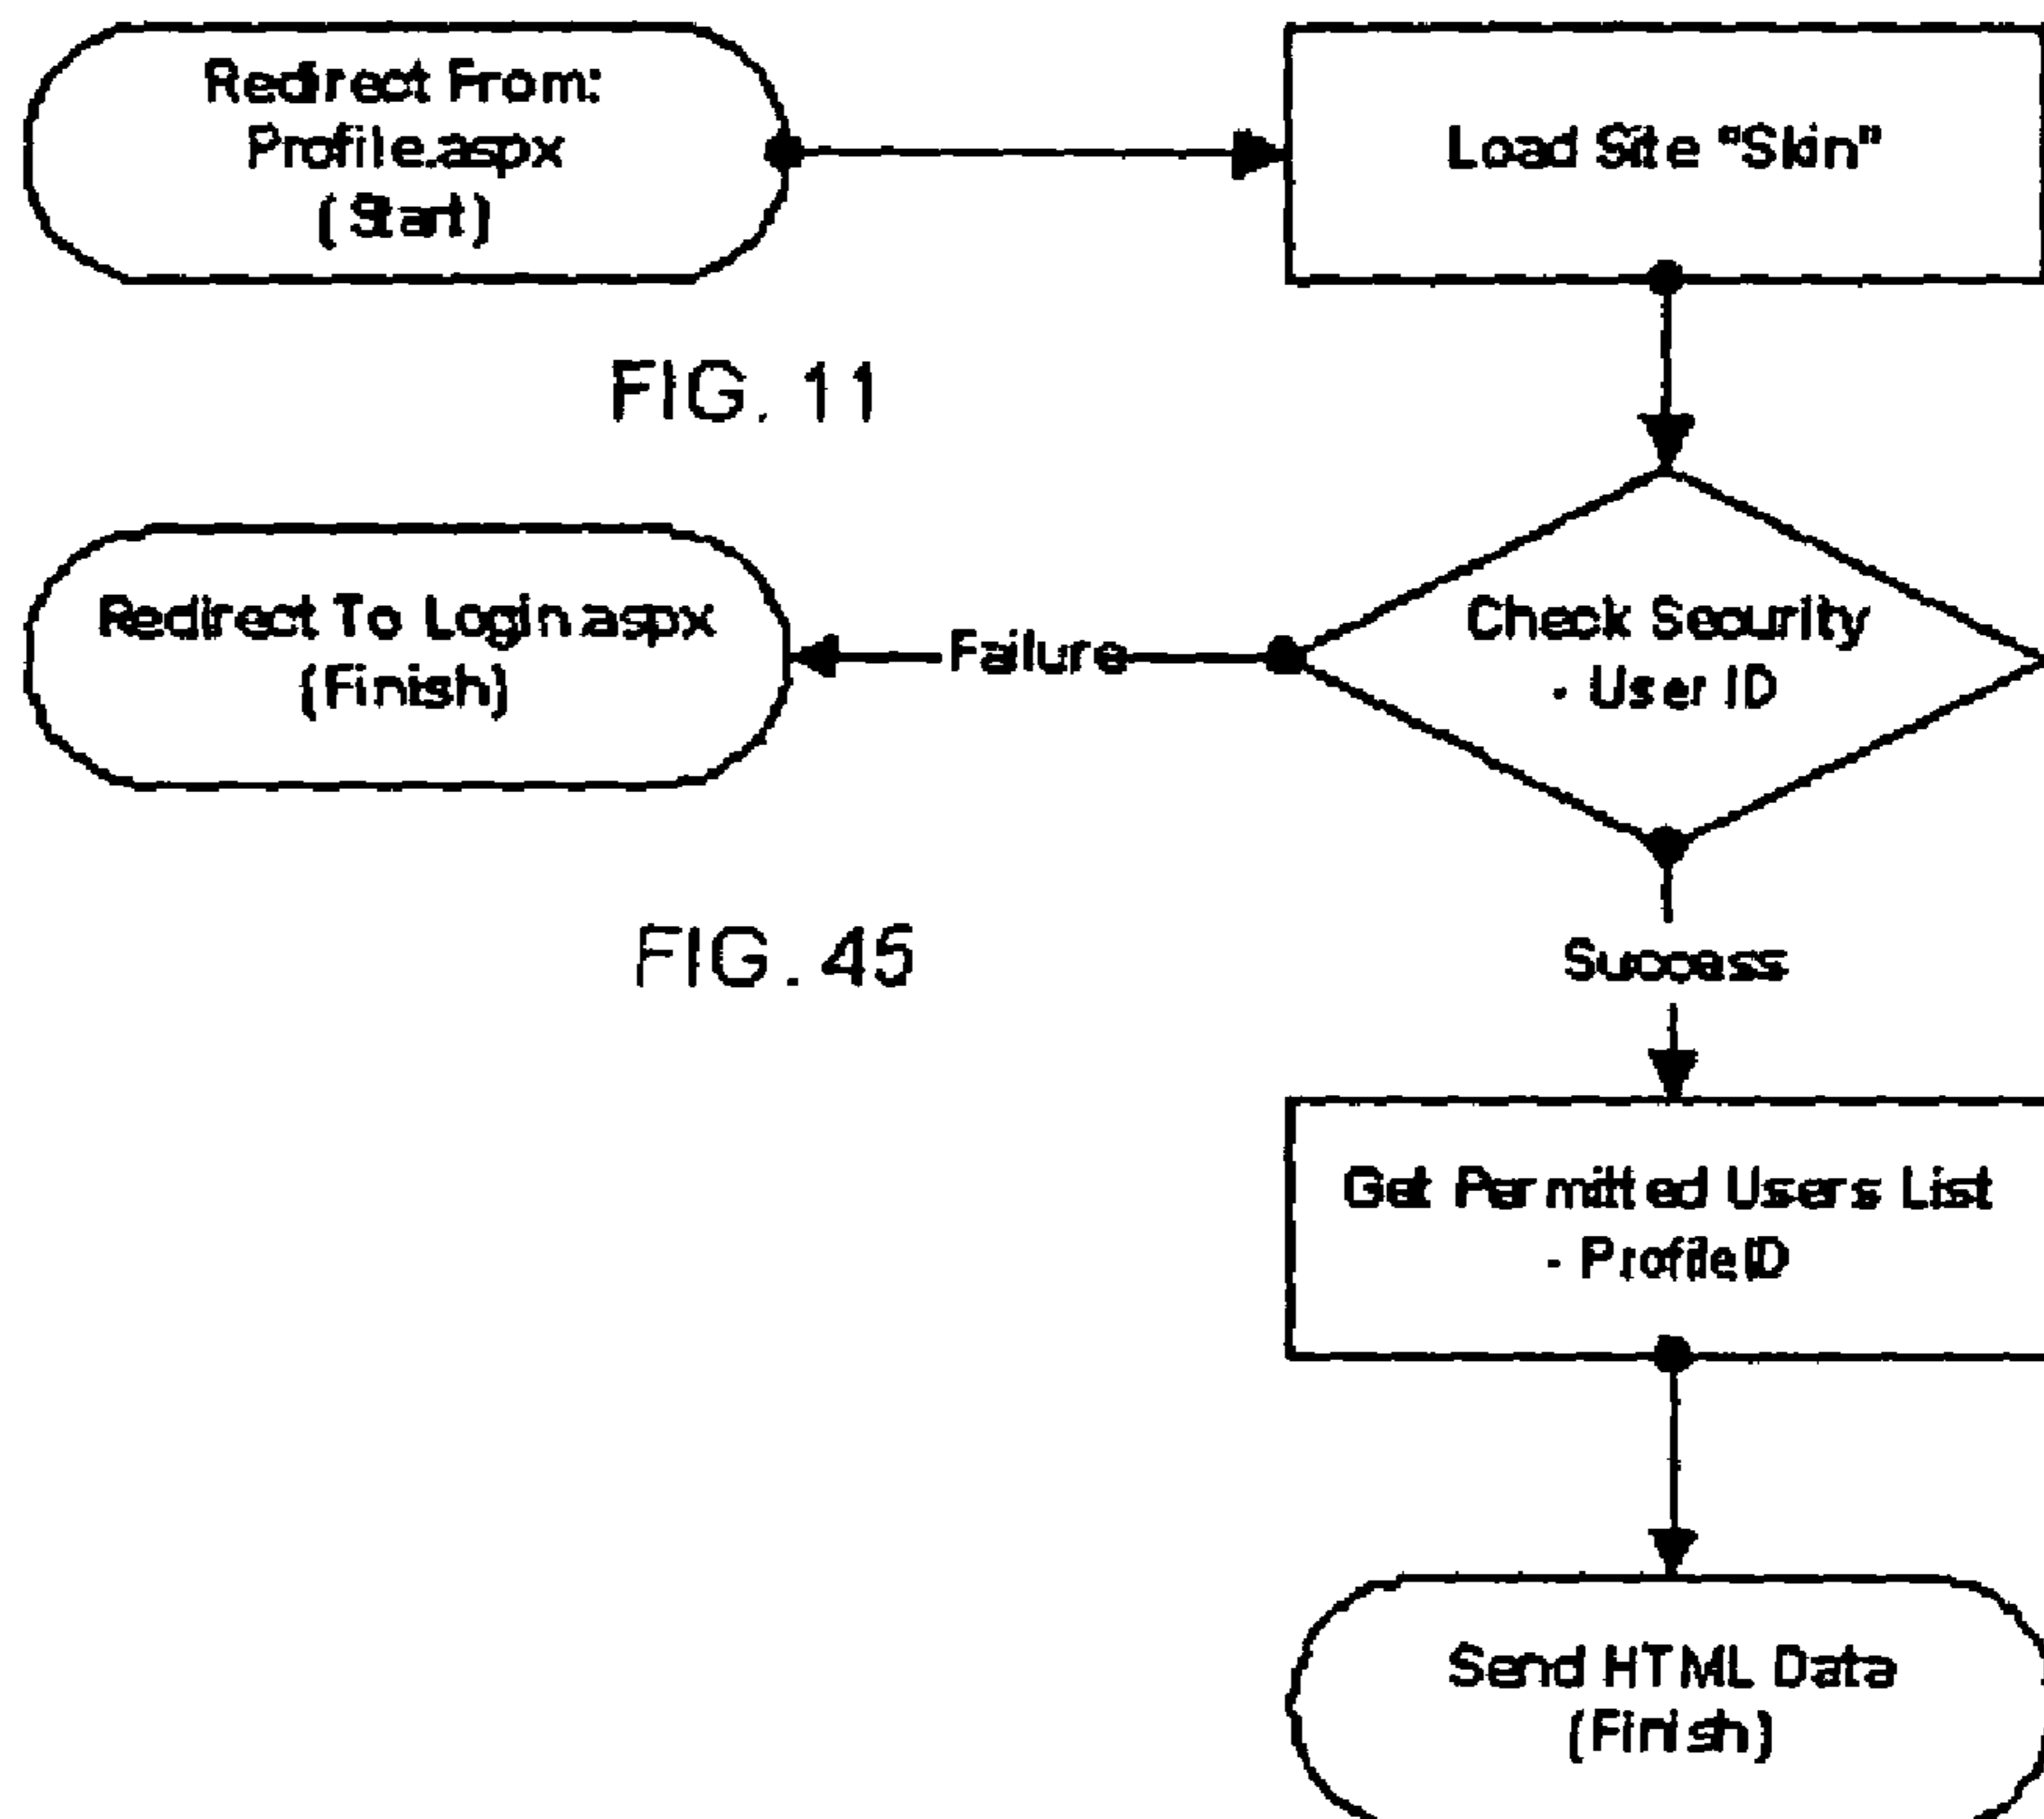 Redirect From:
Profile.aspx
(Start)
Load Site “Skin”
FIG. 11
Check Security
- User ID
Failure
Redirect To Login.aspx
(Finish)
FIG. 45
Success
Get Permitted Users List
- ProfileID
Send HTML Data
(Finish)